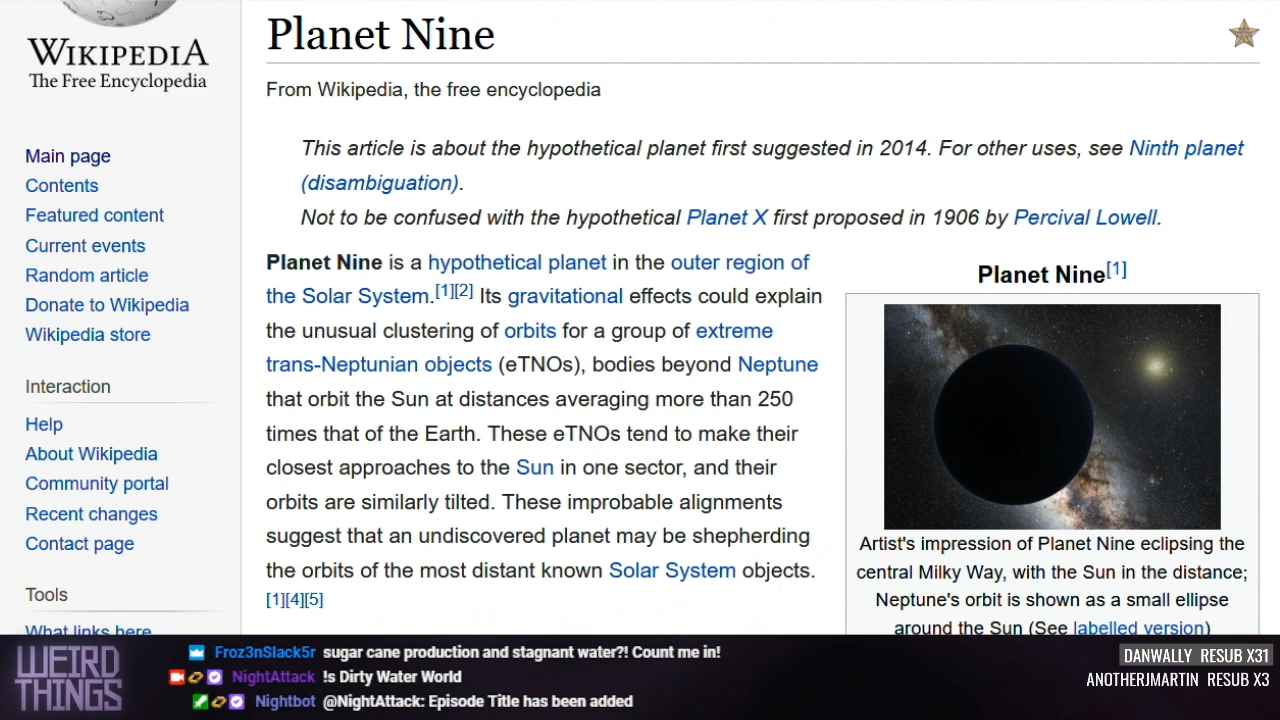 WIKIPEDIA
The Free Encyclopedia
Main page
Contents
Featured content
Current events
Random article
Donate to Wikipedia
Wikipedia store
Interaction
Help
About Wikipedia
Community portal
Recent changes
Contact page
Tools
What links here
Planet Nine
From Wikipedia, the free encyclopedia
This article is about the hypothetical planet first suggested in 2014. For other uses, see Ninth planet
(disambiguation).
Not to be confused with the hypothetical Planet X first proposed in 1906 by Percival Lowell.
Planet Nine is a hypothetical planet in the outer region of
the Solar System.[1][2] Its gravitational effects could explain
the unusual clustering of orbits for a group of extreme
trans-Neptunian objects (eTNOs), bodies beyond Neptune
that orbit the Sun at distances averaging more than 250
times that of the Earth. These eTNOs tend to make their
closest approaches to the Sun in one sector, and their
orbits are similarly tilted. These improbable alignments
suggest that an undiscovered planet may be shepherding
the orbits of the most distant known Solar System objects.
[1][4][5]
Planet Nine[1]
Artist's impression of Planet Nine eclipsing the
central Milky Way, with the Sun in the distance;
Neptune's orbit is shown as a small ellipse
around the Sun (See labelled version)
WEIRD
THINGS
Froz3nSlack5r sugar cane production and stagnant water?! Count me in!
NightAttack !s Dirty Water World
Nightbot @NightAttack: Episode Title has been added
DANWALLY RESUB X31
ANOTHERJMARTIN RESUB X3